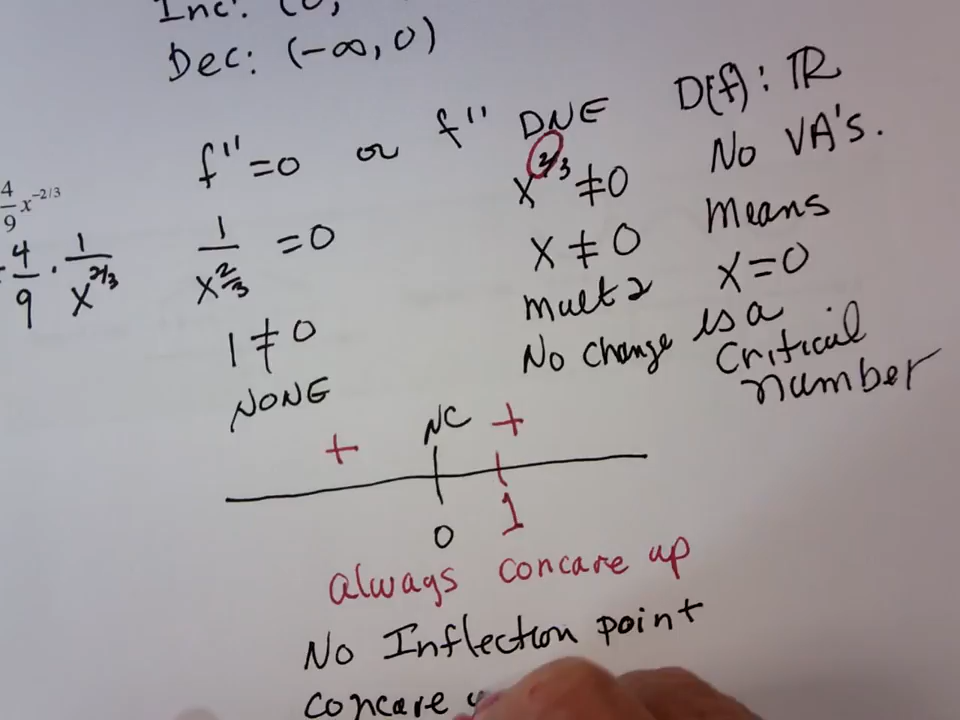 Inc: (0,
Dec: (-∞, 0)
f''=0 or f'' DNE
D(f): ℝ
x^2/3 ≠0
No VA's.
4/9 x^-2/3
1/x^2/3 =0
x ≠ 0
means
4/9 · 1/x^2/3
mult 2
x=0
1 ≠ 0
No change
is a
NONE
Critical
number
+ NC +
0 1
always concave up
No Inflection point
concave